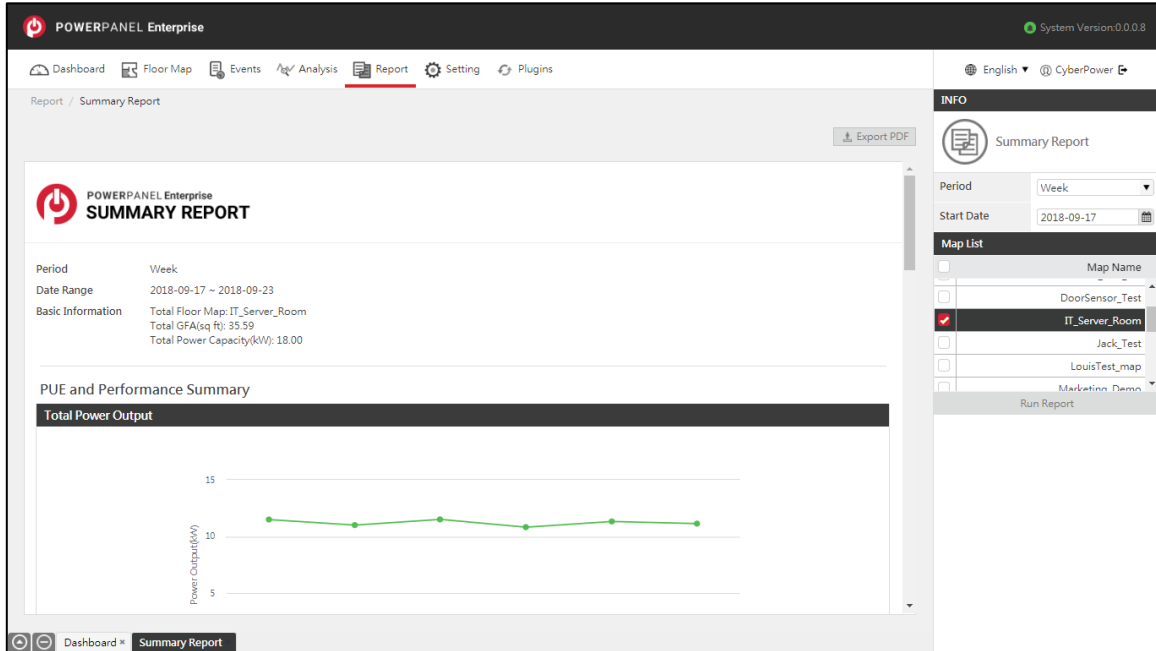 POWERPANEL Enterprise
System Version:0.0.0.8
Dashboard Floor Map Events Analysis Report Setting Plugins
English ▼ CyberPower
Report / Summary Report
Export PDF
POWERPANEL Enterprise
SUMMARY REPORT
Period Week
Date Range 2018-09-17 ~ 2018-09-23
Basic Information Total Floor Map: IT_Server_Room
Total GFA(sq ft): 35.59
Total Power Capacity(kW): 18.00
PUE and Performance Summary
Total Power Output
15
10
5
Power Output(kW)
INFO
Summary Report
Period Week
Start Date 2018-09-17
Map List
Map Name
DoorSensor_Test
IT_Server_Room
Jack_Test
LouisTest_map
Marketing_Demo
Run Report
Dashboard × Summary Report